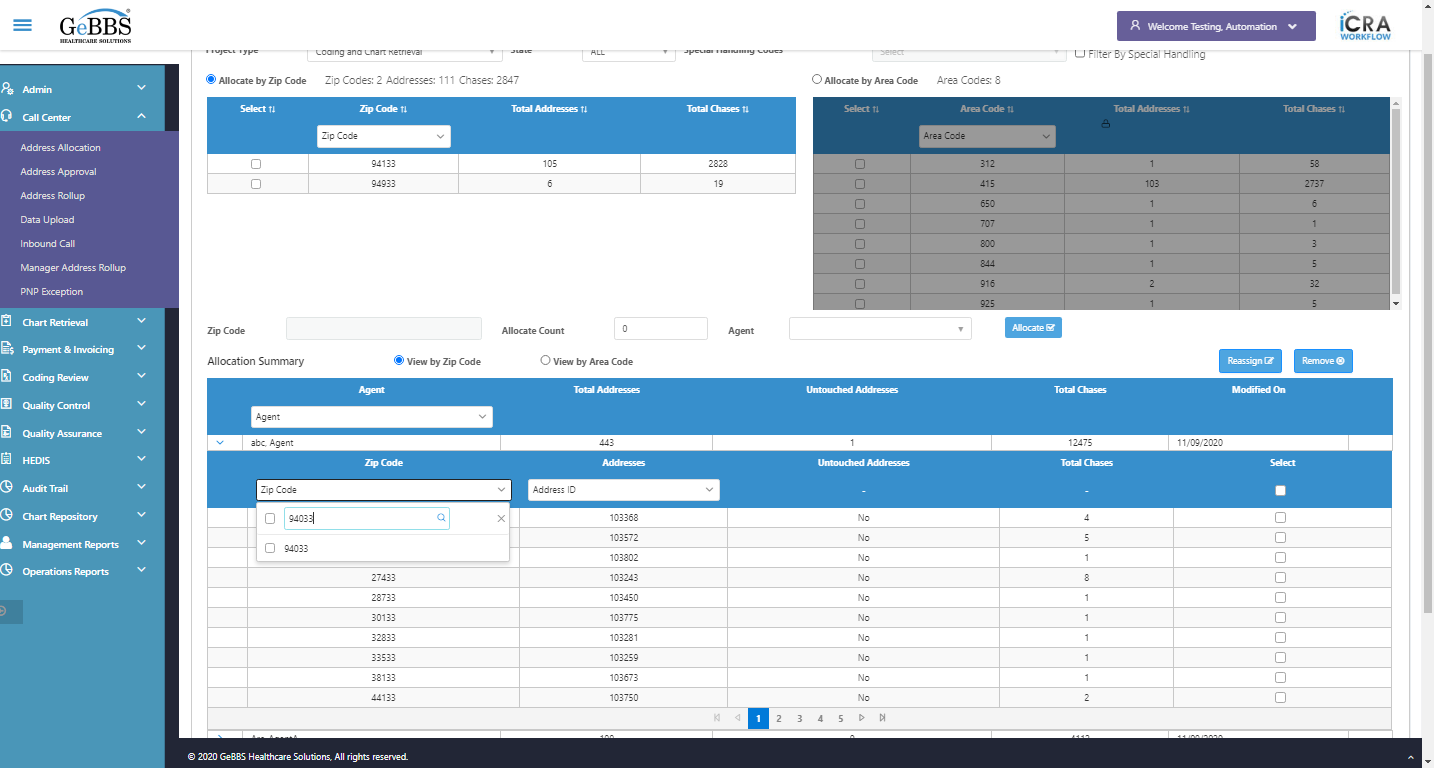 GeBBS
HEALTHCARE SOLUTIONS
Welcome Testing, Automation
iCRA
WORKFLOW
Project Type Coding and Chart Retrieval State ALL Special Handling Codes Select Filter By Special Handling
Admin
Call Center
Address Allocation
Address Approval
Address Rollup
Data Upload
Inbound Call
Manager Address Rollup
PNP Exception
Chart Retrieval
Payment & Invoicing
Coding Review
Quality Control
Quality Assurance
HEDIS
Audit Trail
Chart Repository
Management Reports
Operations Reports
Allocate by Zip Code Zip Codes: 2 Addresses: 111 Chases: 2847
Select Zip Code Total Addresses Total Chases
Zip Code
94133 105 2828
94933 6 19
Allocate by Area Code Area Codes: 8
Select Area Code Total Addresses Total Chases
Area Code
312 1 58
415 103 2737
650 1 6
707 1 1
800 1 3
844 1 5
916 2 32
925 1 5
Zip Code Allocate Count 0 Agent Allocate
Allocation Summary View by Zip Code View by Area Code Reassign Remove
Agent Total Addresses Untouched Addresses Total Chases Modified On
Agent
abc, Agent 443 1 12475 11/09/2020
Zip Code Addresses Untouched Addresses Total Chases Select
Zip Code Address ID - -
94033
94033
103368 No 4
103572 No 5
103802 No 1
27433 103243 No 8
28733 103450 No 1
30133 103775 No 1
32833 103281 No 1
33533 103259 No 1
38133 103673 No 1
44133 103750 No 2
1 2 3 4 5
© 2020 GeBBS Healthcare Solutions, All rights reserved.